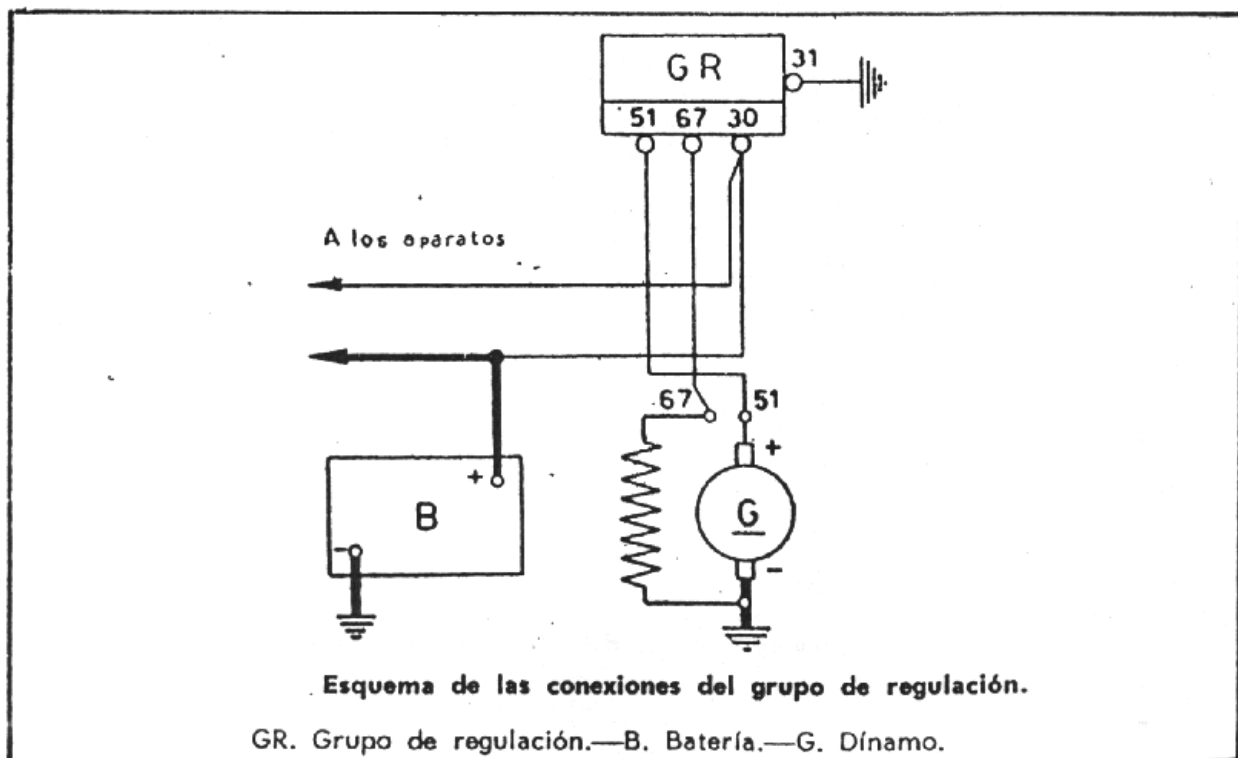 GR
31
51 67 30
A los aparatos
67 51
+
+
B
G
-
-
Esquema de las conexiones del grupo de regulación.
GR. Grupo de regulación.—B. Batería.—G. Dínamo.